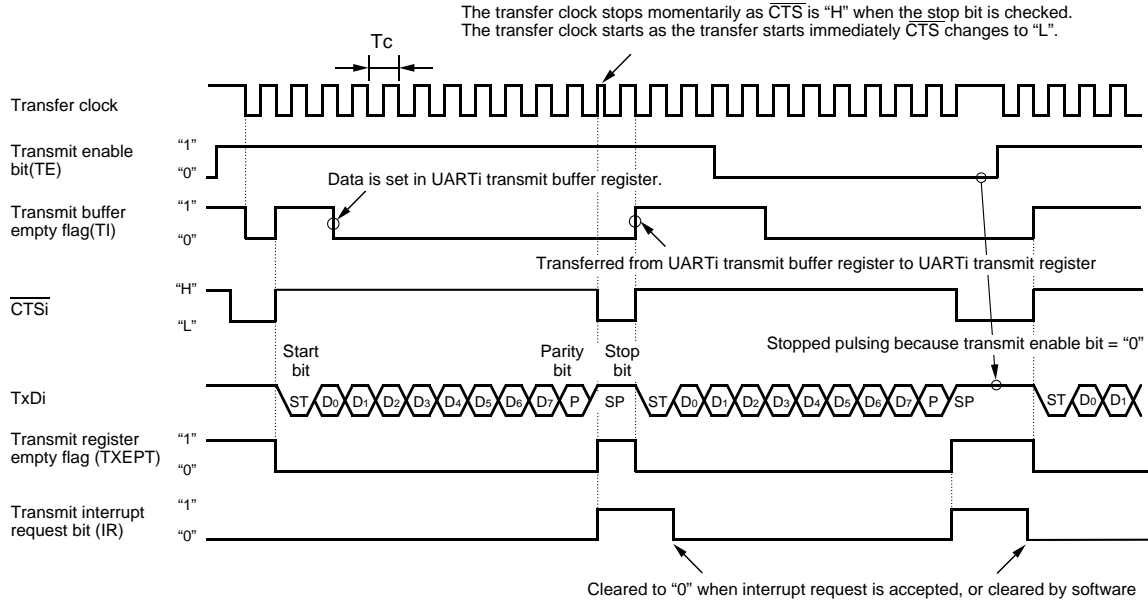 The transfer clock stops momentarily as CTS is “H” when the stop bit is checked.
The transfer clock starts as the transfer starts immediately CTS changes to “L”.
Tc
Transfer clock
Transmit enable
bit(TE)
“1”
“0”
Data is set in UARTi transmit buffer register.
Transmit buffer
empty flag(TI)
“1”
“0”
Transferred from UARTi transmit buffer register to UARTi transmit register
CTSi
“H”
“L”
Stopped pulsing because transmit enable bit = “0”
Start
bit
Parity
bit
Stop
bit
TxDi
ST D0 D1 D2 D3 D4 D5 D6 D7 P SP ST D0 D1 D2 D3 D4 D5 D6 D7 P SP ST D0 D1
Transmit register
empty flag (TXEPT)
“1”
“0”
Transmit interrupt
request bit (IR)
“1”
“0”
Cleared to “0” when interrupt request is accepted, or cleared by software